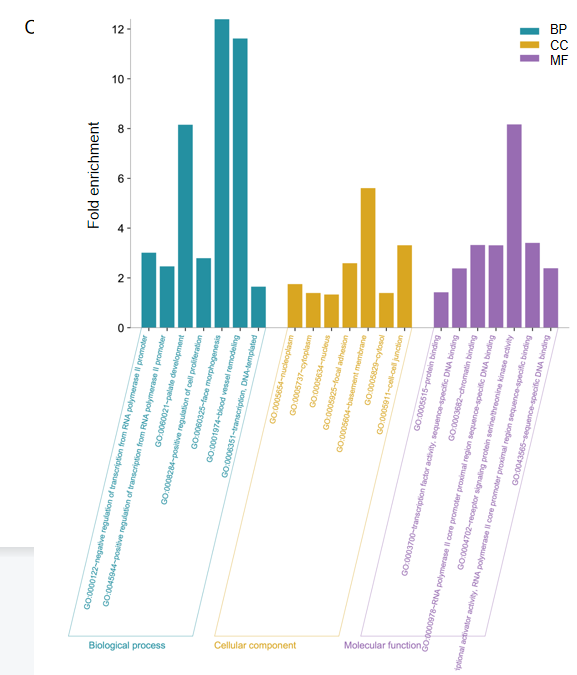 C
BP
CC
MF
Fold enrichment
12
10
8
6
4
2
0
GO:0000122~negative regulation of transcription from RNA polymerase II promoter
GO:0045944~positive regulation of transcription from RNA polymerase II promoter
GO:0060021~palate development
GO:0008284~positive regulation of cell proliferation
GO:0060325~face morphogenesis
GO:0001974~blood vessel remodeling
GO:0006351~transcription, DNA-templated
GO:0005654~nucleoplasm
GO:0005737~cytoplasm
GO:0005634~nucleus
GO:0005925~focal adhesion
GO:0005604~basement membrane
GO:0005829~cytosol
GO:0005911~cell-cell junction
GO:0005515~protein binding
GO:0003700~transcription factor activity, sequence-specific DNA binding
GO:0003682~chromatin binding
GO:0000978~RNA polymerase II core promoter proximal region sequence-specific DNA binding
GO:0004702~receptor signaling protein serine/threonine kinase activity
iptional activator activity, RNA polymerase II core promoter proximal region sequence-specific binding
GO:0043565~sequence-specific DNA binding
Biological process
Cellular component
Molecular function